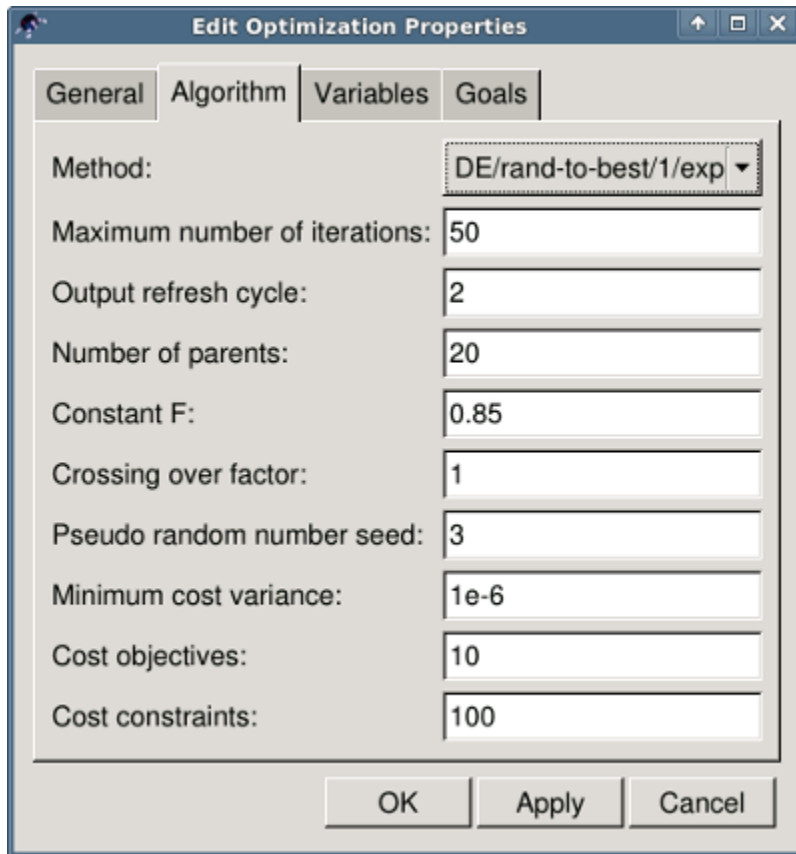 Edit Optimization Properties
General Algorithm Variables Goals
Method: DE/rand-to-best/1/exp
Maximum number of iterations: 50
Output refresh cycle: 2
Number of parents: 20
Constant F: 0.85
Crossing over factor: 1
Pseudo random number seed: 3
Minimum cost variance: 1e-6
Cost objectives: 10
Cost constraints: 100
OK Apply Cancel